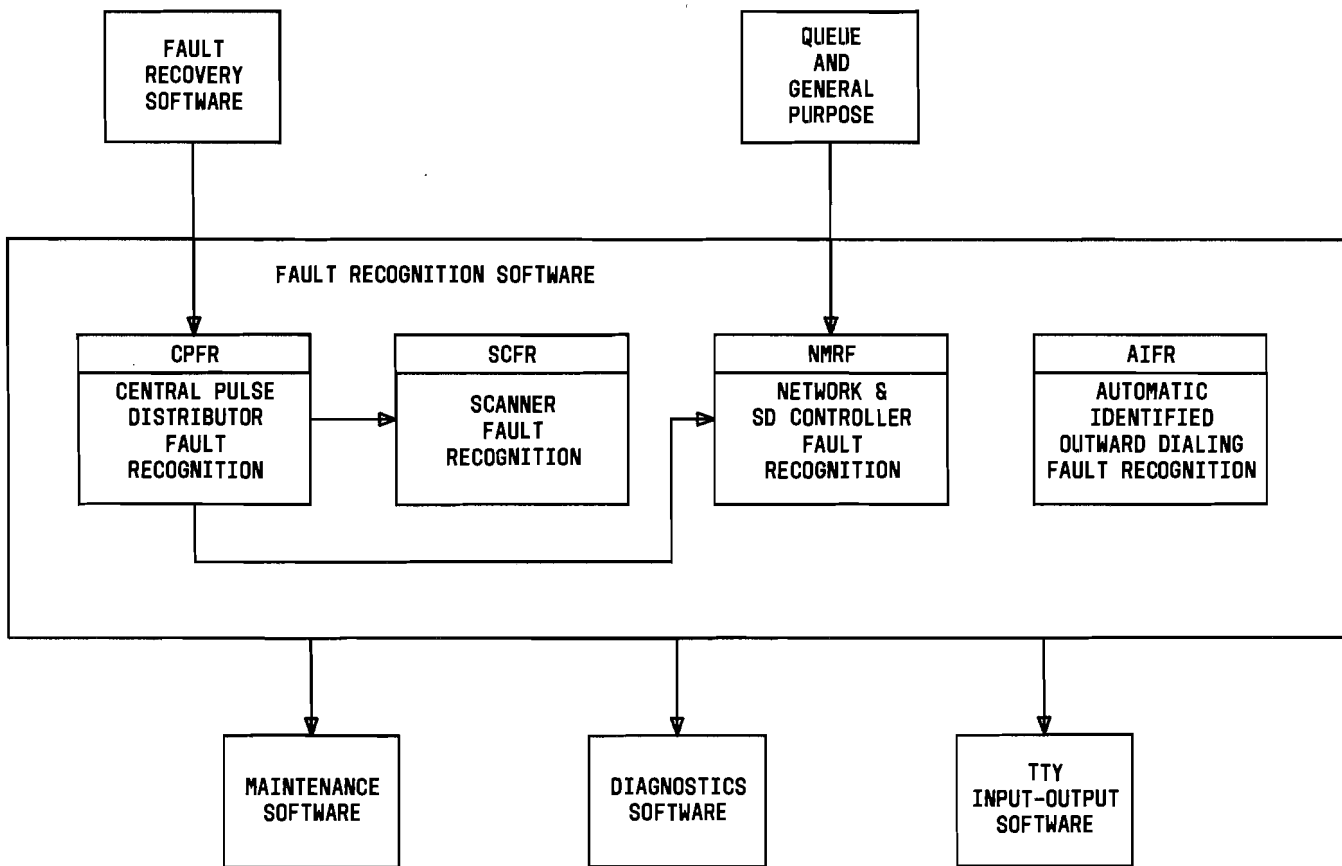 FAULT
RECOVERY
SOFTWARE
QUEUE
AND
GENERAL
PURPOSE
FAULT RECOGNITION SOFTWARE
CPFR
CENTRAL PULSE
DISTRIBUTOR
FAULT
RECOGNITION
SCFR
SCANNER
FAULT
RECOGNITION
NMRF
NETWORK &
SD CONTROLLER
FAULT
RECOGNITION
AIFR
AUTOMATIC
IDENTIFIED
OUTWARD DIALING
FAULT RECOGNITION
MAINTENANCE
SOFTWARE
DIAGNOSTICS
SOFTWARE
TTY
INPUT-OUTPUT
SOFTWARE